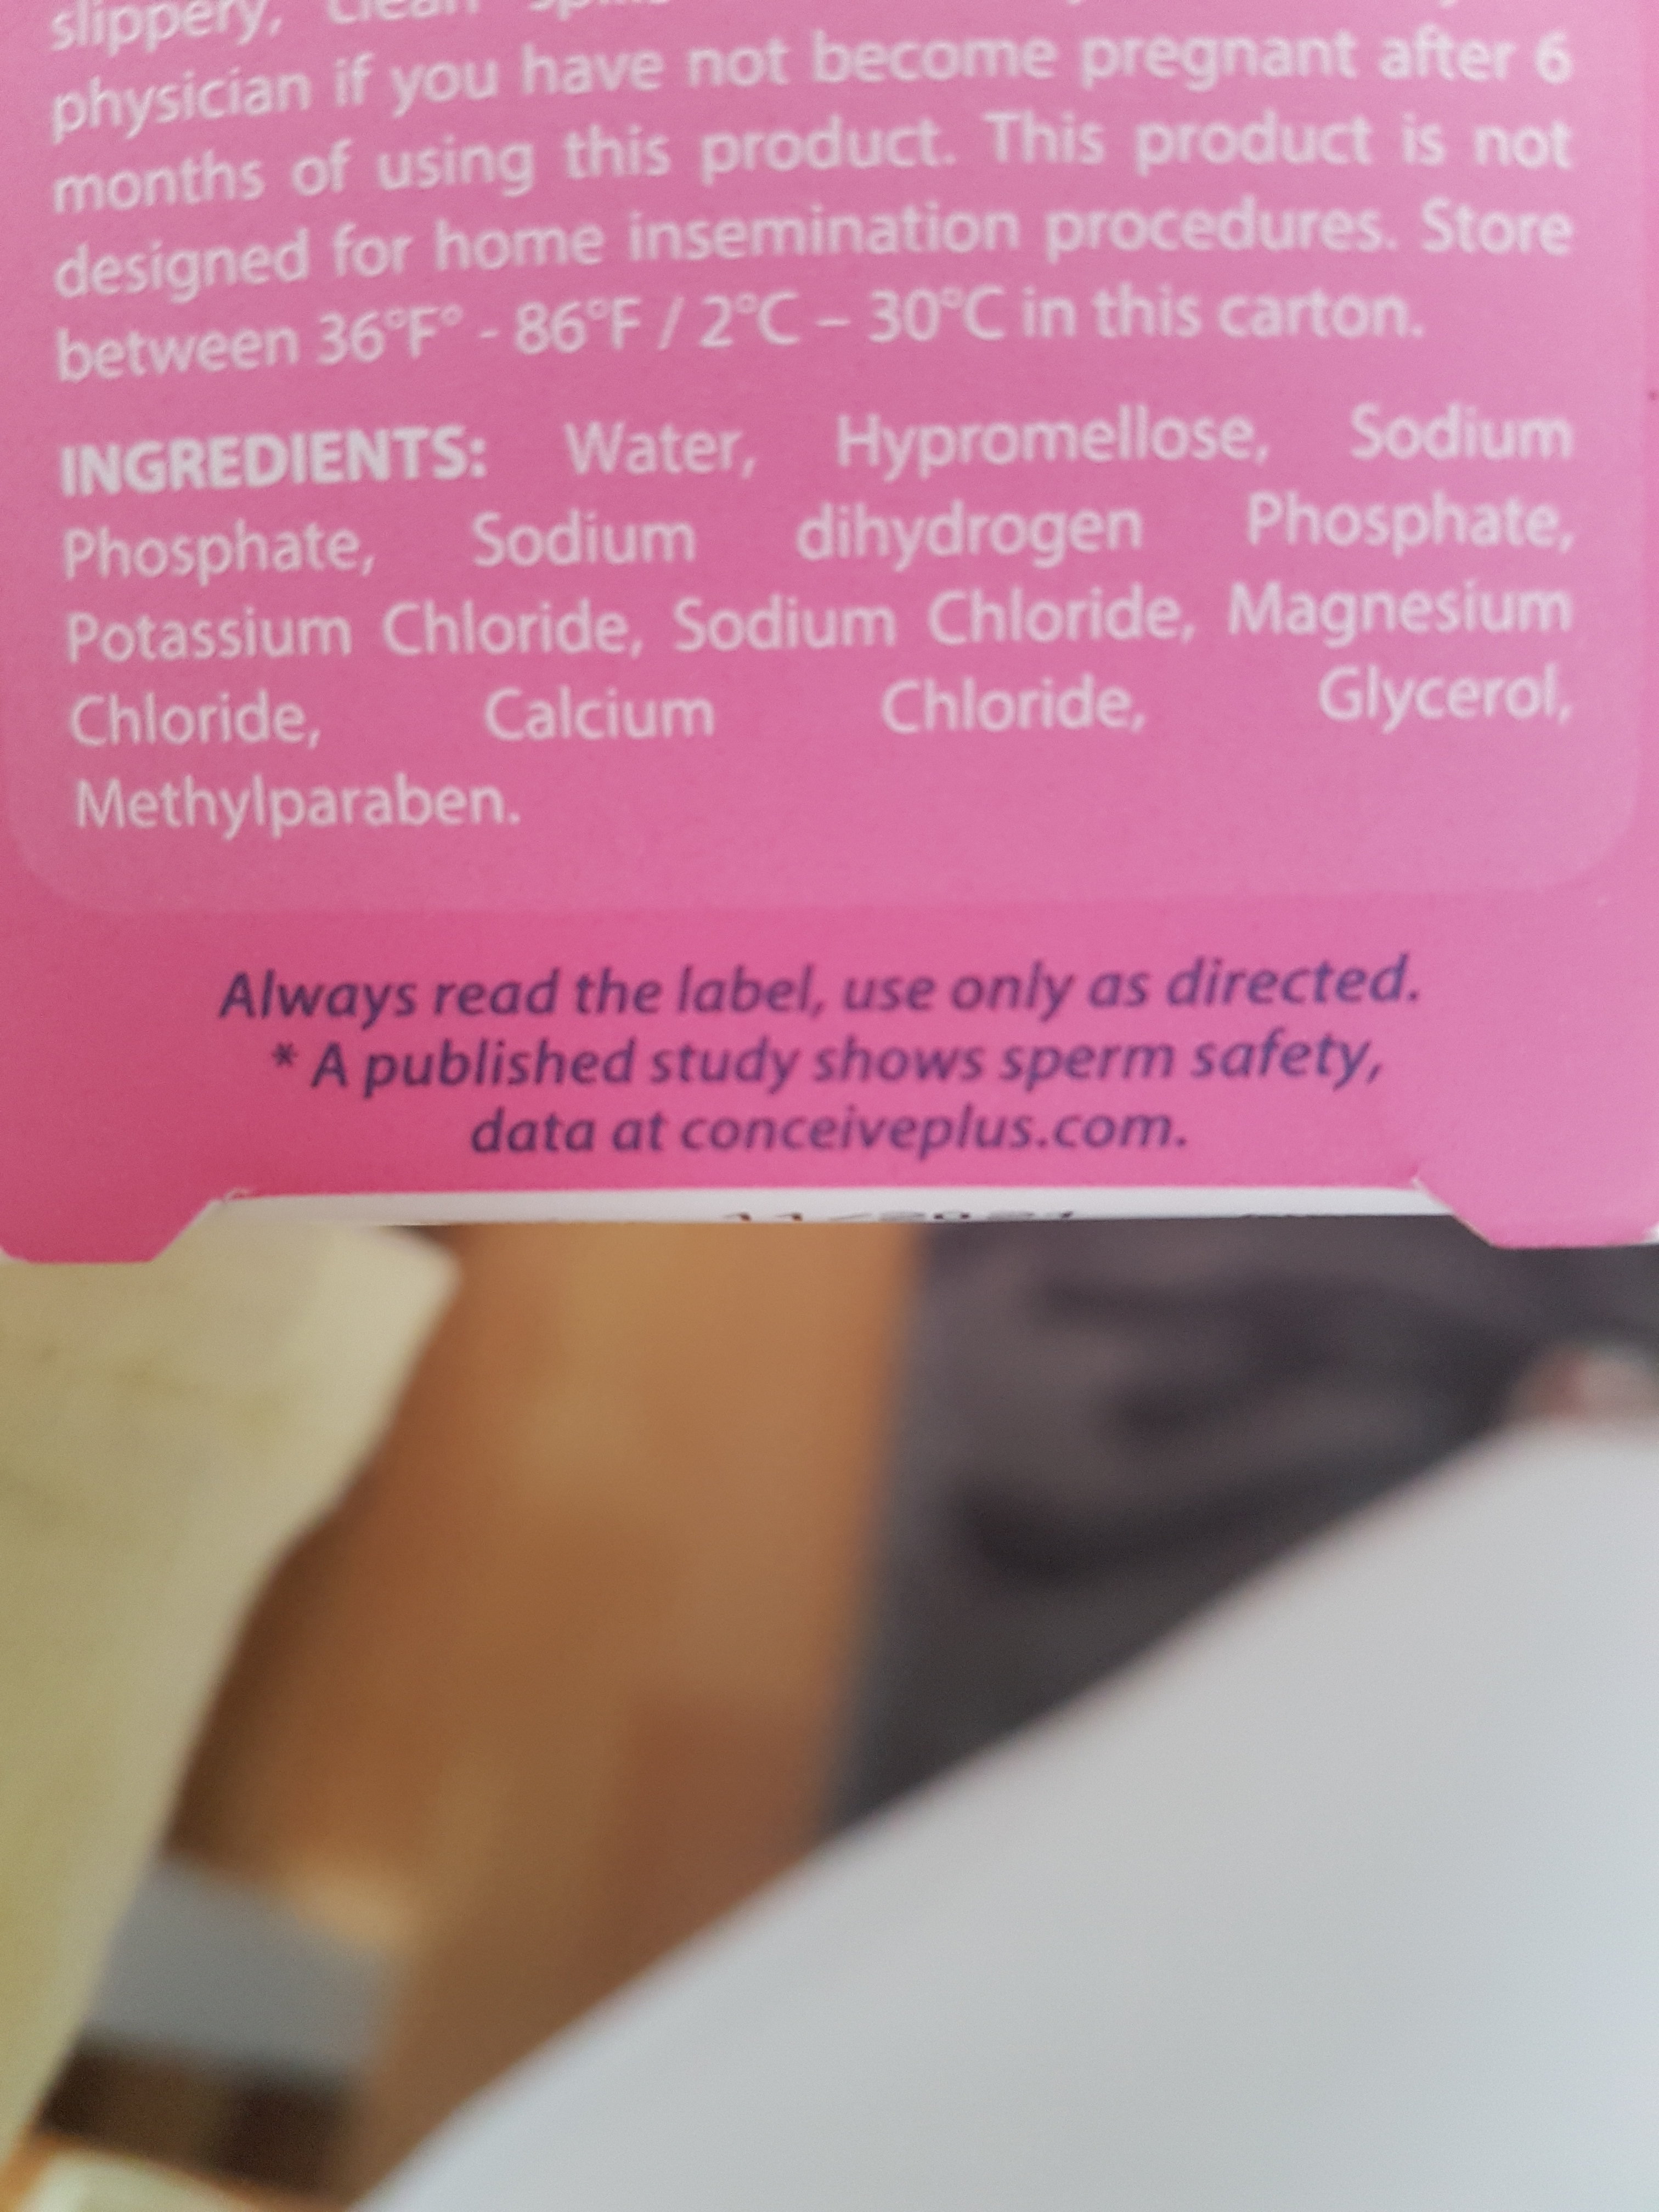 slippery, clean
physician if you have not become pregnant after 6
months of using this product. This product is not
designed for home insemination procedures. Store
between 36°F° - 86°F / 2°C – 30°C in this carton.
INGREDIENTS: Water, Hypromellose, Sodium
Phosphate, Sodium dihydrogen Phosphate,
Potassium Chloride, Sodium Chloride, Magnesium
Chloride, Calcium Chloride, Glycerol,
Methylparaben.
Always read the label, use only as directed.
* A published study shows sperm safety,
data at conceiveplus.com.